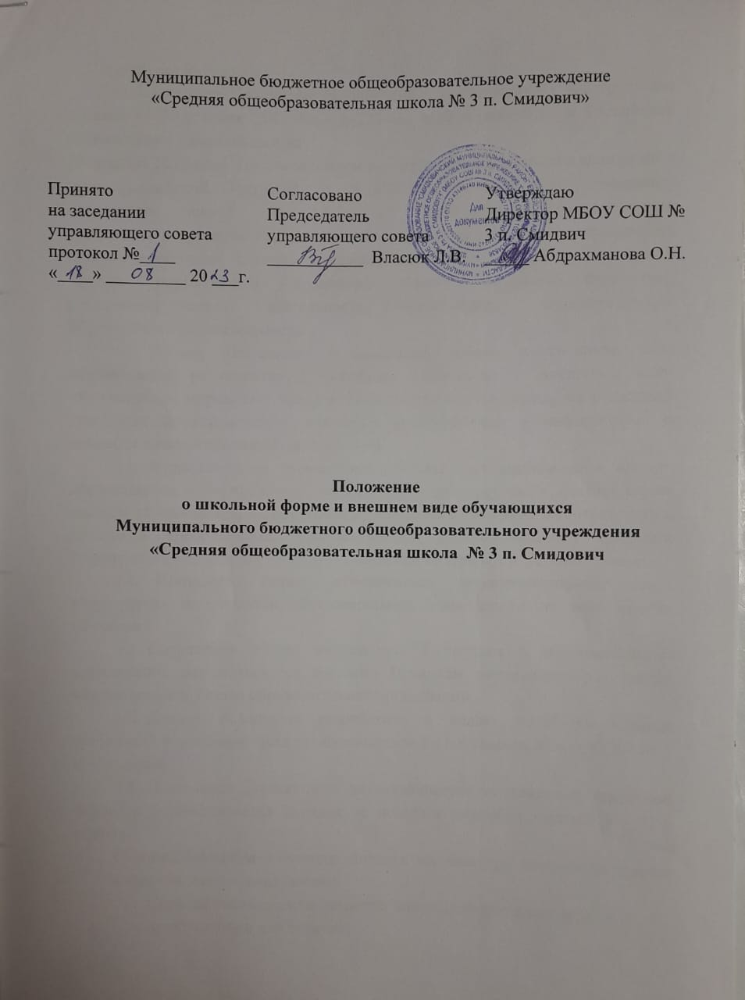 Муниципальное бюджетное общеобразовательное учреждение
«Средняя общеобразовательная школа № 3 п. Смидович»
Принято
на заседании
управляющего совета
протокол № 1
«18» 08 2023 г.
Согласовано
Председатель
управляющего совета
Власюк Л.В.
Утверждаю
Директор МБОУ СОШ №
3 п. Смидвич
Абдрахманова О.Н.
Для
документов
Положение
о школьной форме и внешнем виде обучающихся
Муниципального бюджетного общеобразовательного учреждения
«Средняя общеобразовательная школа № 3 п. Смидович